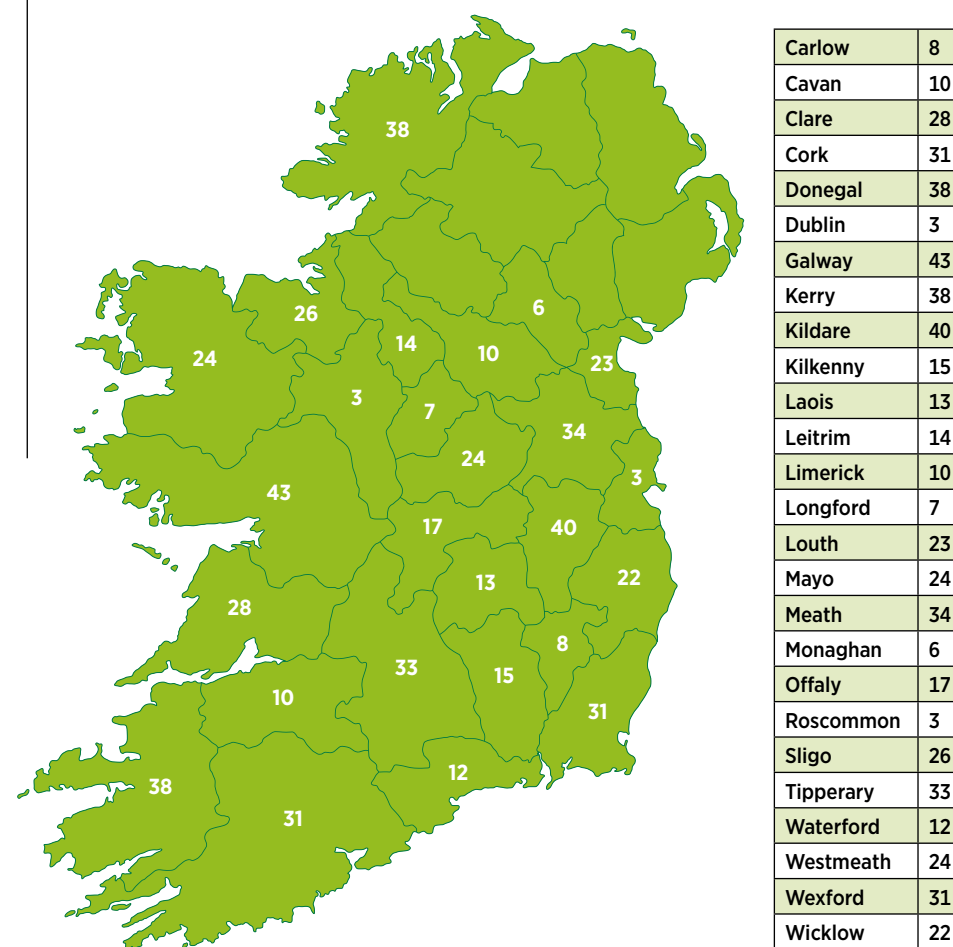 38
26
6
14
10
24
23
3
7
34
24
3
43
17
40
13
22
28
8
33
15
10
31
12
38
31
Carlow 8
Cavan 10
Clare 28
Cork 31
Donegal 38
Dublin 3
Galway 43
Kerry 38
Kildare 40
Kilkenny 15
Laois 13
Leitrim 14
Limerick 10
Longford 7
Louth 23
Mayo 24
Meath 34
Monaghan 6
Offaly 17
Roscommon 3
Sligo 26
Tipperary 33
Waterford 12
Westmeath 24
Wexford 31
Wicklow 22